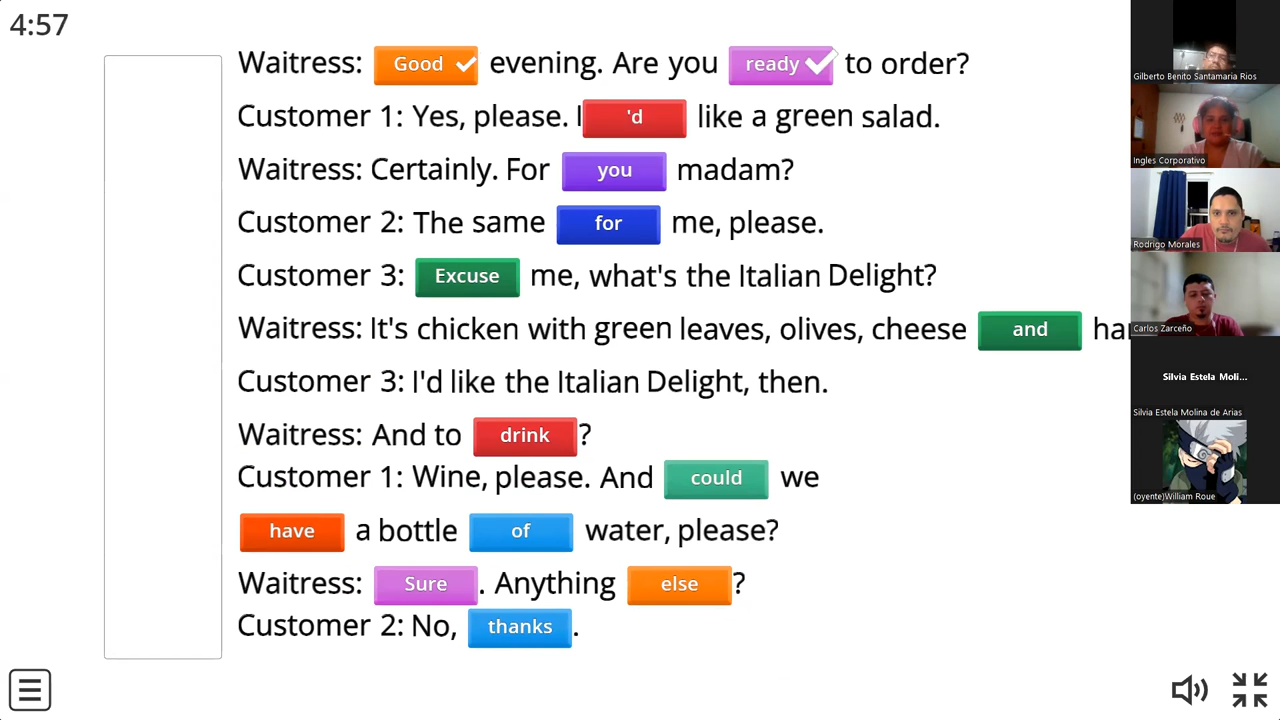 4:57
Waitress: Good evening. Are you ready to order?
Customer 1: Yes, please. I 'd like a green salad.
Waitress: Certainly. For you madam?
Customer 2: The same for me, please.
Customer 3: Excuse me, what's the Italian Delight?
Waitress: It's chicken with green leaves, olives, cheese and
Customer 3: I'd like the Italian Delight, then.
Waitress: And to drink ?
Customer 1: Wine, please. And could we
have a bottle of water, please?
Waitress: Sure . Anything else ?
Customer 2: No, thanks .
Gilberto Benito Santamaria Rios
Ingles Corporativo
Rodrigo Morales
Carlos Zarceño
Silvia Estela Moli...
Silvia Estela Molina de Arias
(oyente)William Roue